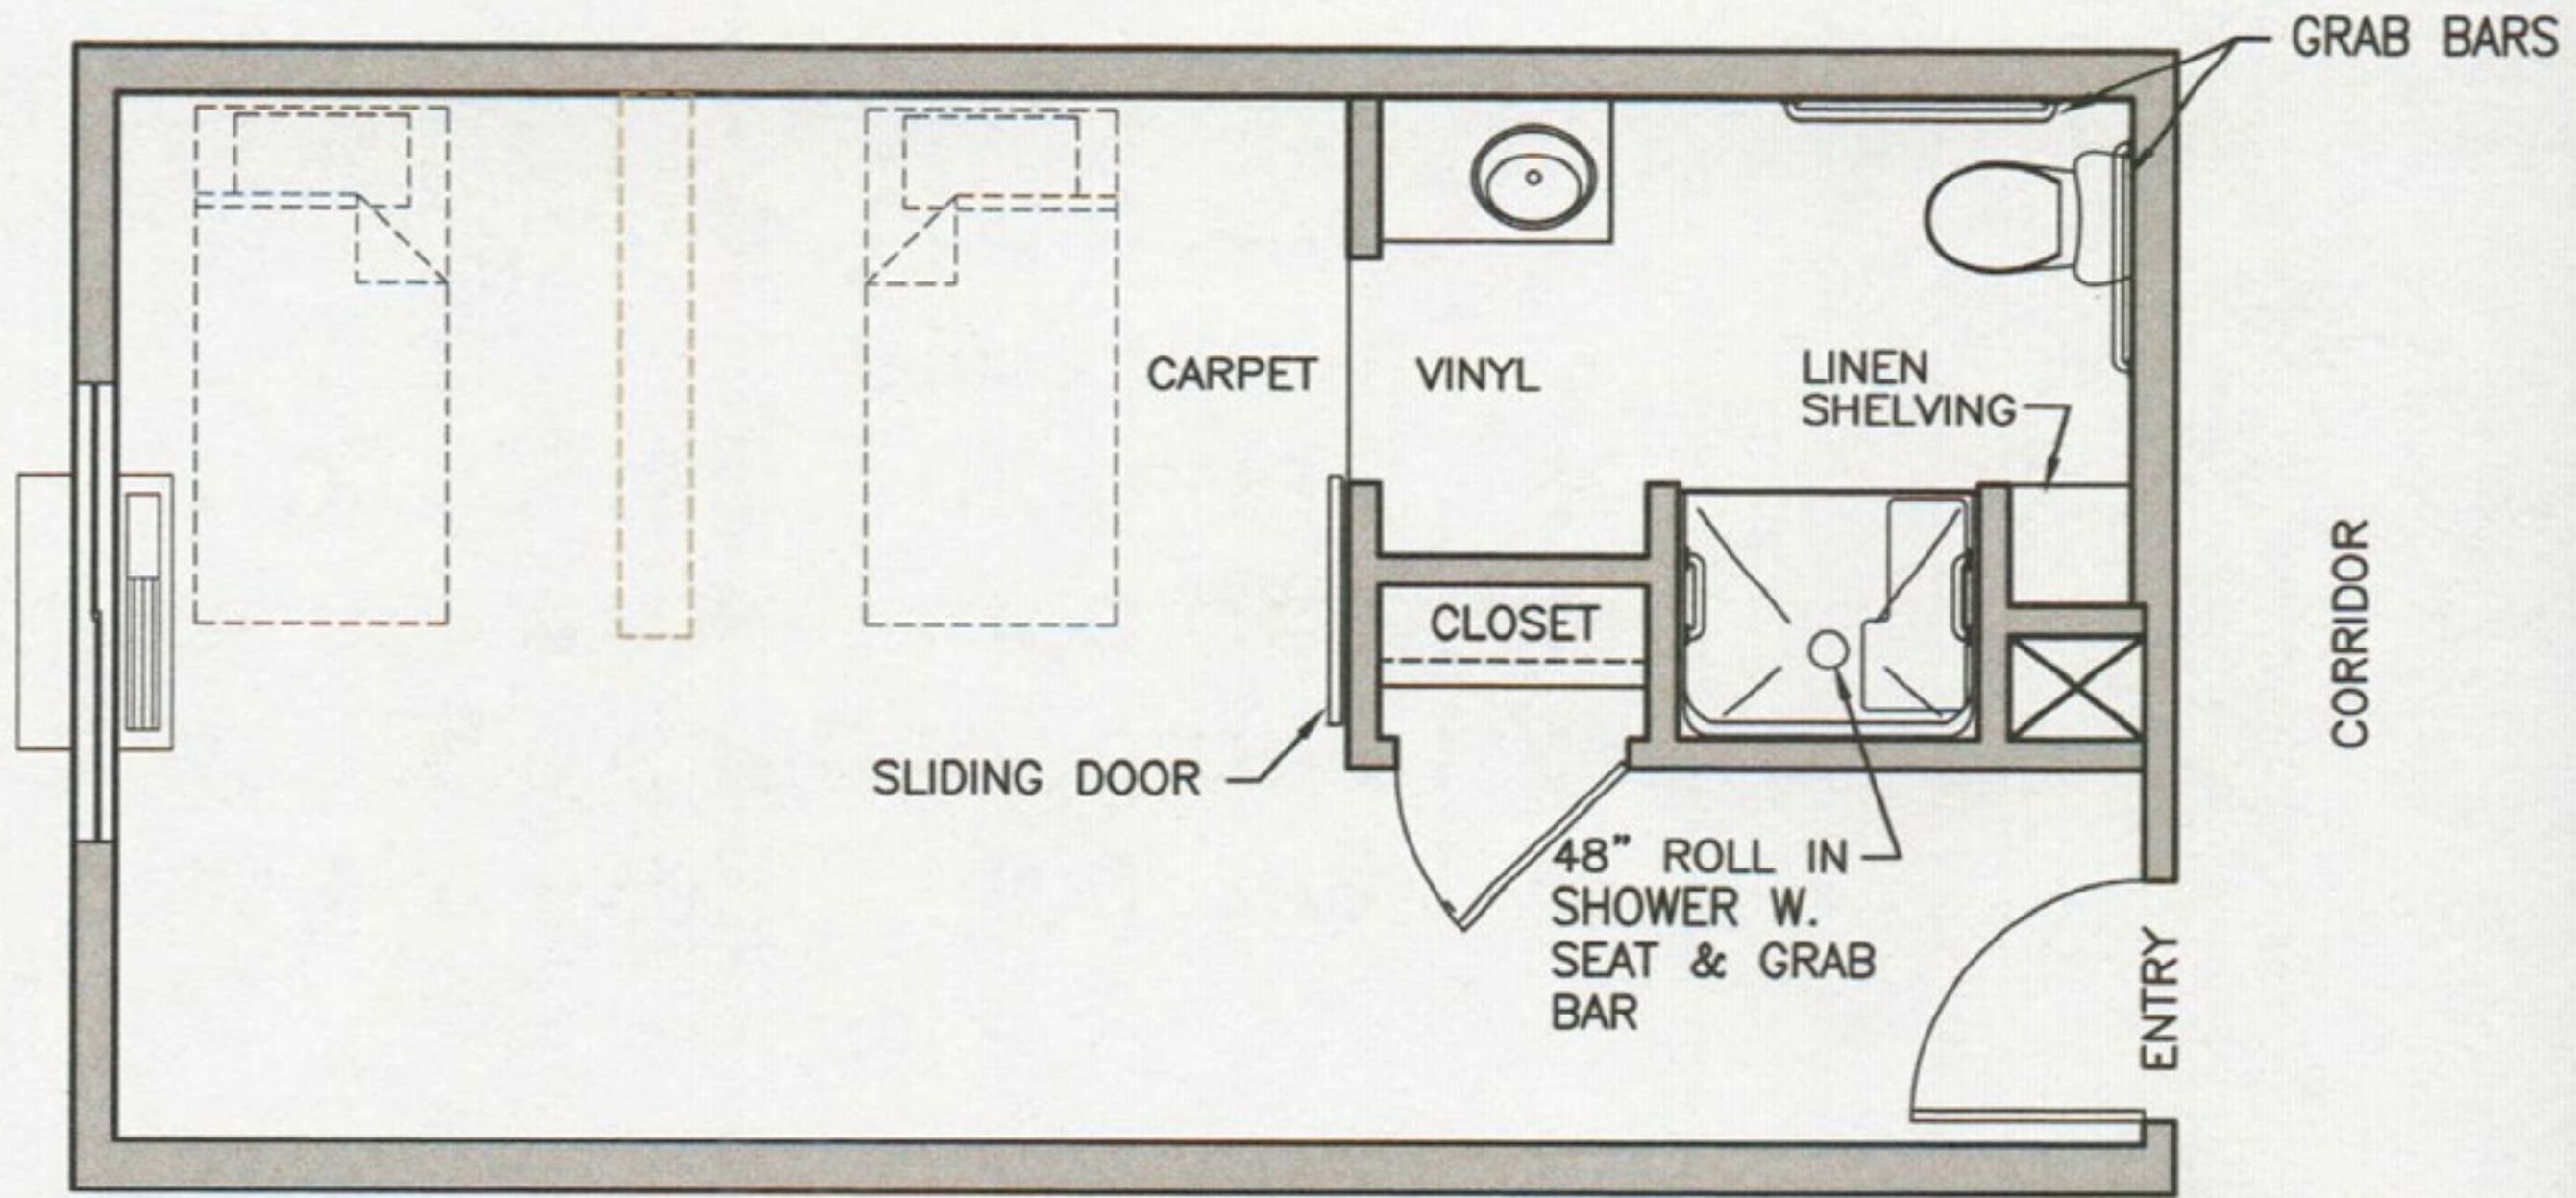 GRAB BARS
CARPET
VINYL
LINEN
SHELVING
CORRIDOR
CLOSET
SLIDING DOOR
48" ROLL IN
SHOWER W.
SEAT & GRAB
BAR
ENTRY